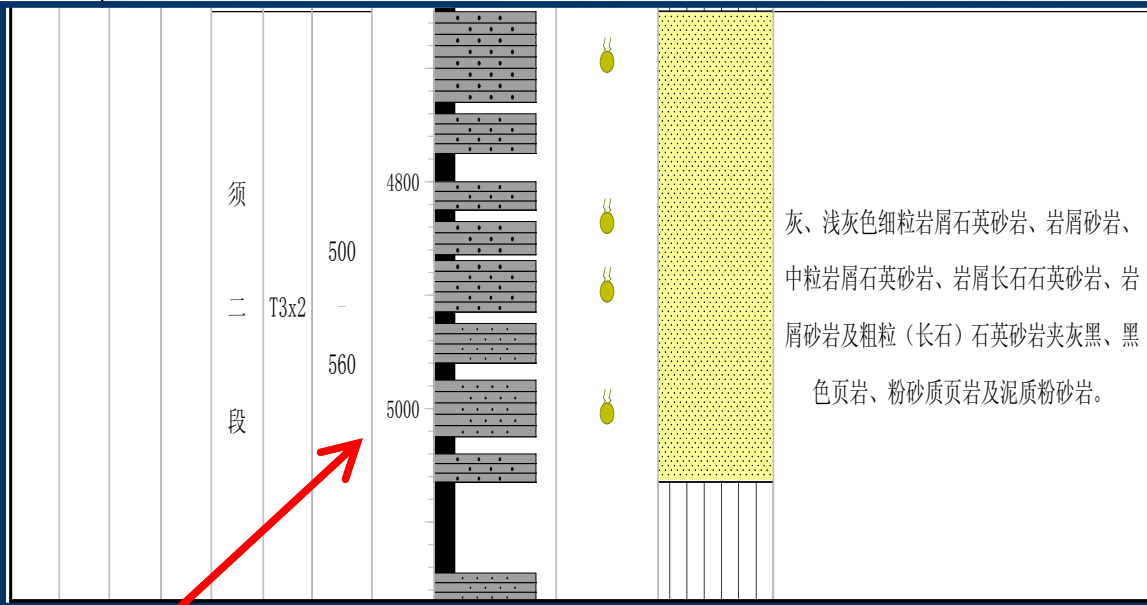 须
二
段
T3x2
500
—
560
4800
5000
灰、浅灰色细粒岩屑石英砂岩、岩屑砂岩、
中粒岩屑石英砂岩、岩屑长石石英砂岩、岩
屑砂岩及粗粒（长石）石英砂岩夹灰黑、黑
色页岩、粉砂质页岩及泥质粉砂岩。